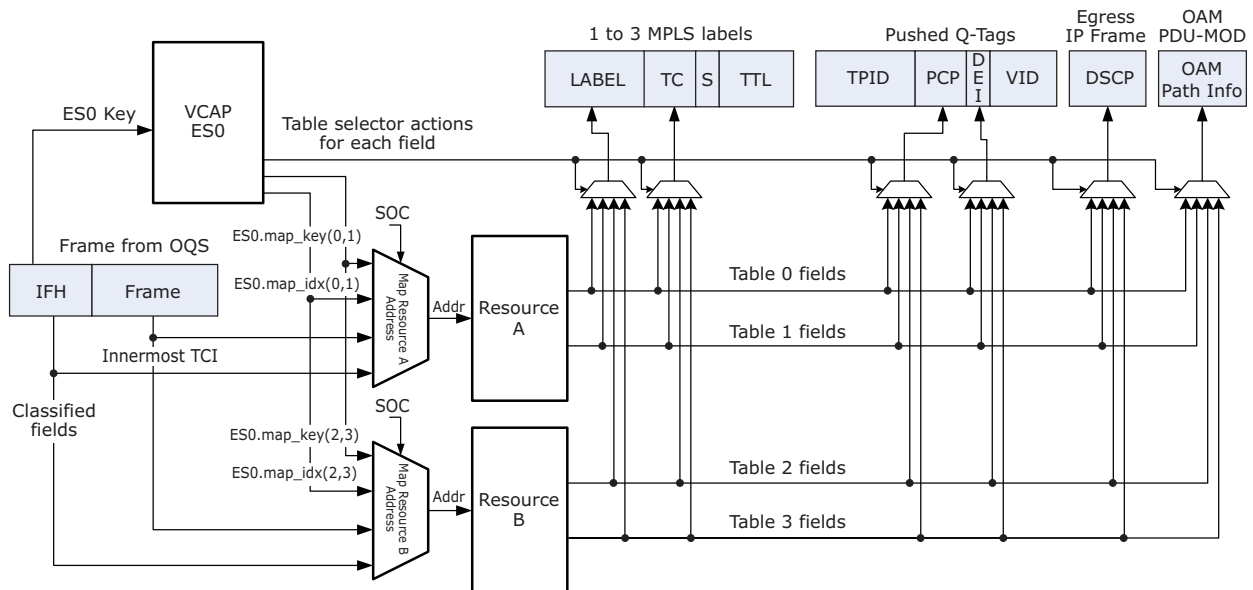 1 to 3 MPLS labels
Pushed Q-Tags
Egress
IP Frame
OAM
PDU-MOD
LABEL
TC
S
TTL
TPID
PCP
DEI
VID
DSCP
OAM
Path Info
ES0 Key
VCAP
ES0
Table selector actions
for each field
SOC
ES0.map_key(0,1)
Frame from OQS
ES0.map_idx(0,1)
IFH
Frame
Map Resource A
Address
Addr
Resource
A
Table 0 fields
Table 1 fields
Innermost TCI
Classified
fields
SOC
ES0.map_key(2,3)
ES0.map_idx(2,3)
Map Resource B
Address
Addr
Resource
B
Table 2 fields
Table 3 fields